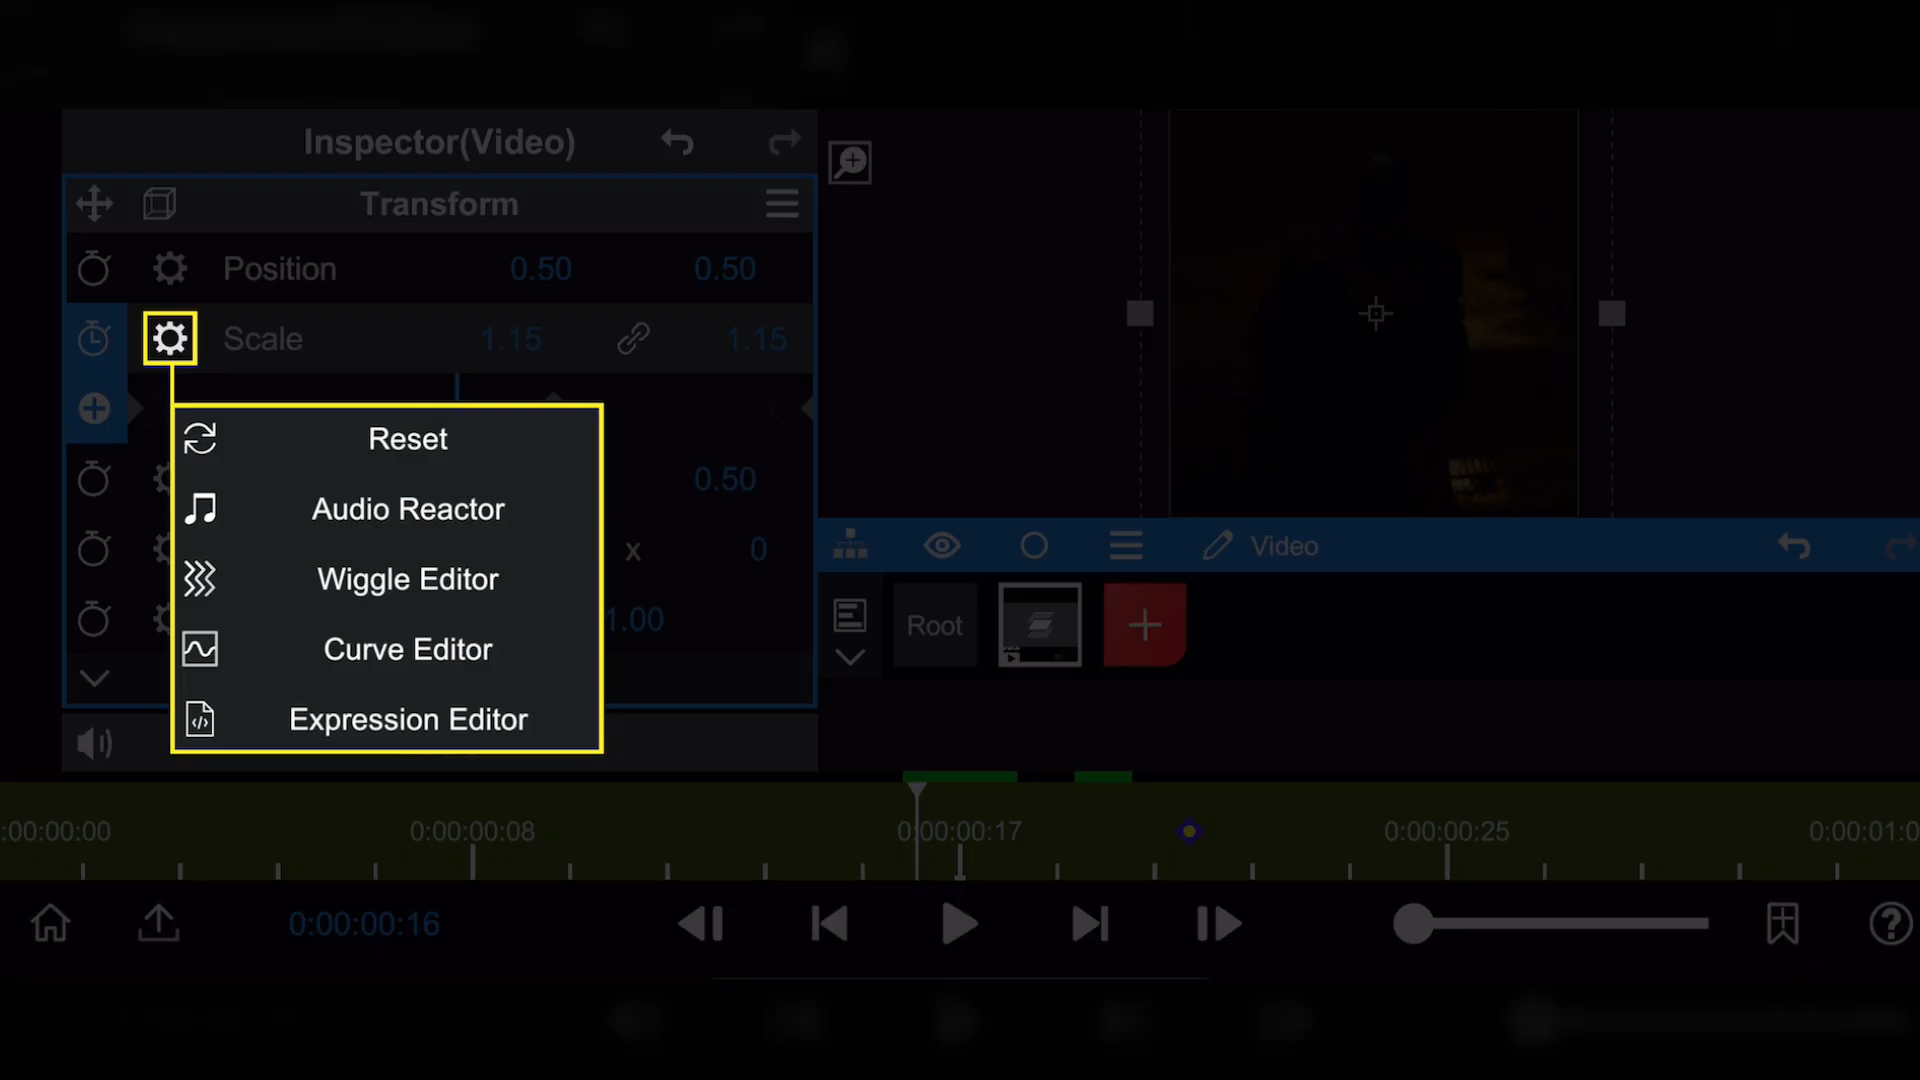 Inspector(Video)
Transform
Position 0.50 0.50
Scale 1.15 1.15
Reset
Audio Reactor
0.50
Wiggle Editor
x 0
Curve Editor
1.00
Expression Editor
Video
Root
:00:00:00 0:00:00:08 0:00:00:17 0:00:00:25 0:00:01:0
0:00:00:16